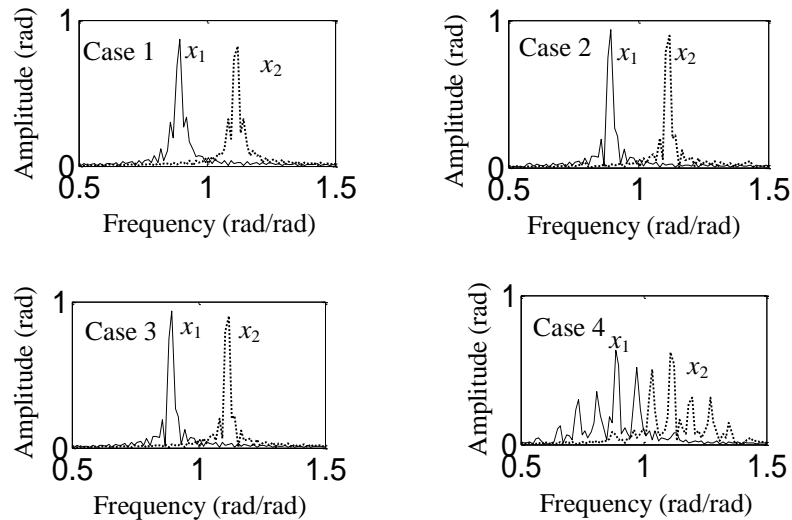 Amplitude (rad)
1
0
Case 1
x1
x2
0.5
1
1.5
Frequency (rad/rad)
Amplitude (rad)
1
0
Case 2
x1
x2
0.5
1
1.5
Frequency (rad/rad)
Amplitude (rad)
1
0
Case 3
x1
x2
0.5
1
1.5
Frequency (rad/rad)
Amplitude (rad)
1
0
Case 4
x1
x2
0.5
1
1.5
Frequency (rad/rad)